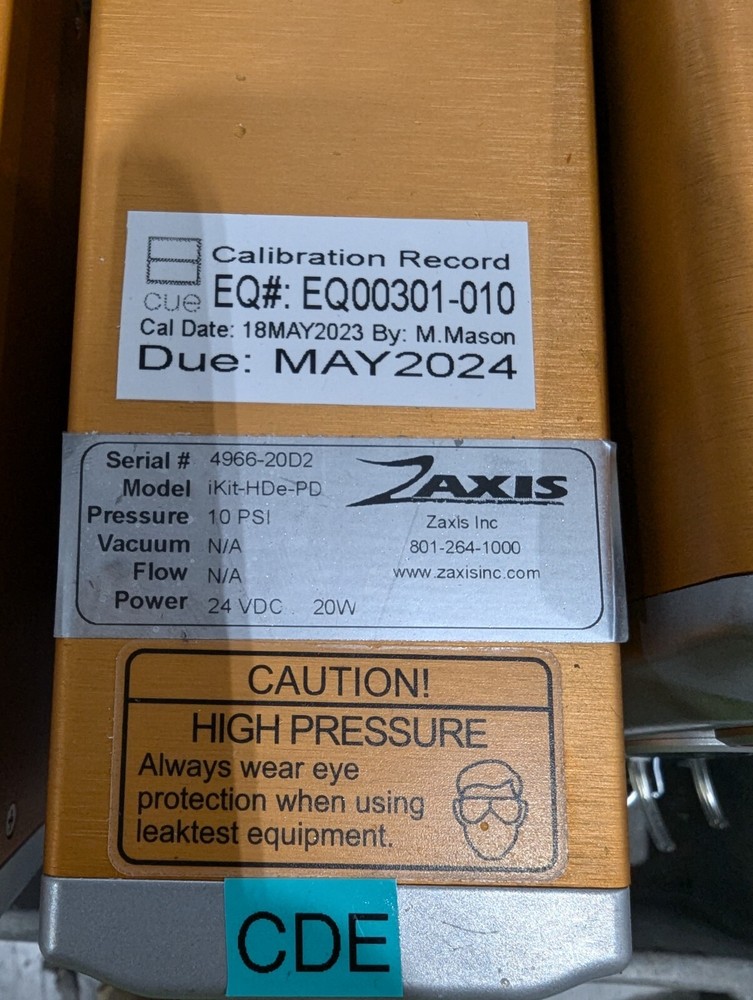 Calibration Record
cue EQ#: EQ00301-010
Cal Date: 18MAY2023 By: M.Mason
Due: MAY2024
Serial # 4966-20D2
Model iKit-HDe-PD
Pressure 10 PSI
Vacuum N/A
Flow N/A
Power 24 VDC 20W
ZAXIS
Zaxis Inc
801-264-1000
www.zaxisinc.com
CAUTION!
HIGH PRESSURE
Always wear eye
protection when using
leaktest equipment.
CDE